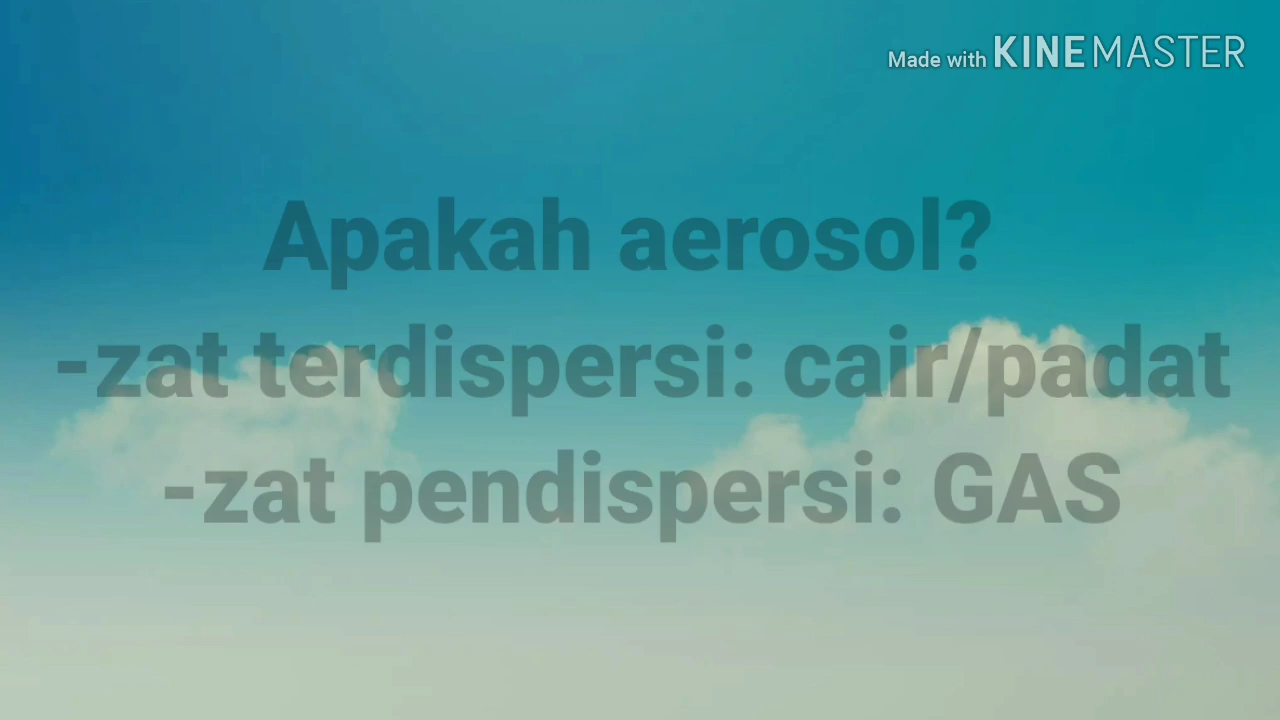 Made with KINEMASTER
Apakah aerosol?
-zat terdispersi: cair/padat
-zat pendispersi: GAS